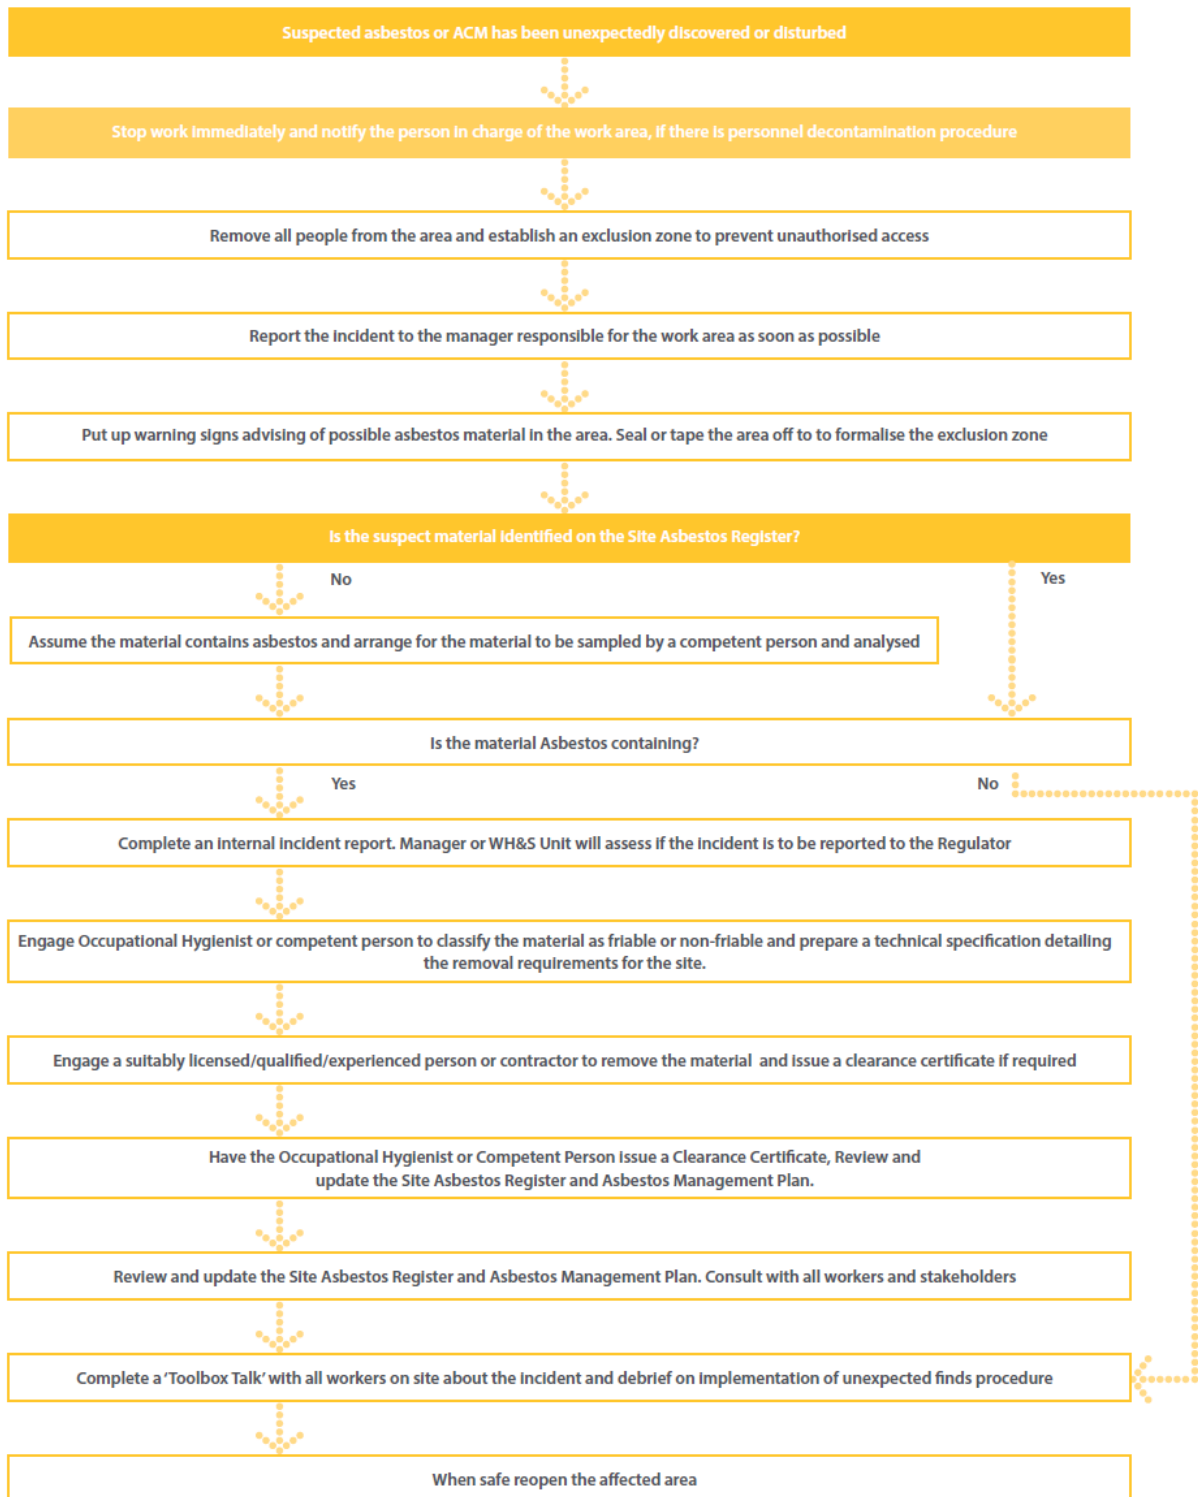 Suspected asbestos or ACM has been unexpectedly discovered or disturbed
Stop work immediately and notify the person in charge of the work area, if there is personnel decontamination procedure
Remove all people from the area and establish an exclusion zone to prevent unauthorised access
Report the incident to the manager responsible for the work area as soon as possible
Put up warning signs advising of possible asbestos material in the area. Seal or tape the area off to to formalise the exclusion zone
Is the suspect material identified on the Site Asbestos Register?
No
Yes
Assume the material contains asbestos and arrange for the material to be sampled by a competent person and analysed
Is the material Asbestos containing?
Yes
No
Complete an internal incident report. Manager or WH&S Unit will assess if the incident is to be reported to the Regulator
Engage Occupational Hygienist or competent person to classify the material as friable or non-friable and prepare a technical specification detailing
the removal requirements for the site.
Engage a suitably licensed/qualified/experienced person or contractor to remove the material and issue a clearance certificate if required
Have the Occupational Hygienist or Competent Person issue a Clearance Certificate, Review and
update the Site Asbestos Register and Asbestos Management Plan.
Review and update the Site Asbestos Register and Asbestos Management Plan. Consult with all workers and stakeholders
Complete a ‘Toolbox Talk’ with all workers on site about the incident and debrief on implementation of unexpected finds procedure
When safe reopen the affected area